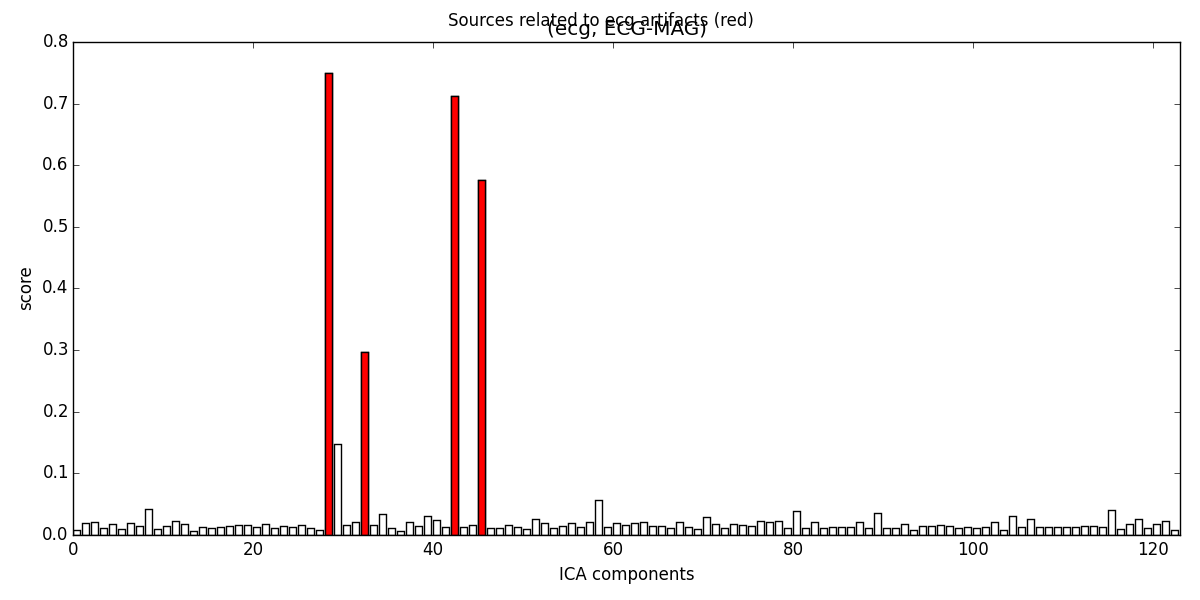 Sources related to ecg artifacts (red)
(ecg, ECG-MAG)
0.8
0.7
0.6
0.5
0.4
0.3
0.2
0.1
0.0
score
0 20 40 60 80 100 120
ICA components